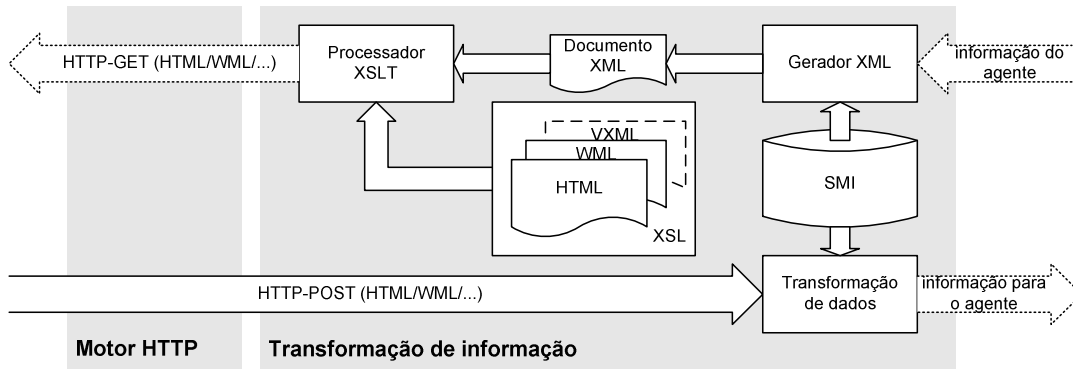 HTTP-GET (HTML/WML/...)
Processador
XSLT
Documento
XML
Gerador XML
informação do
agente
VXML
WML
HTML
XSL
SMI
HTTP-POST (HTML/WML/...)
Transformação
de dados
informação para
o agente
Motor HTTP
Transformação de informação